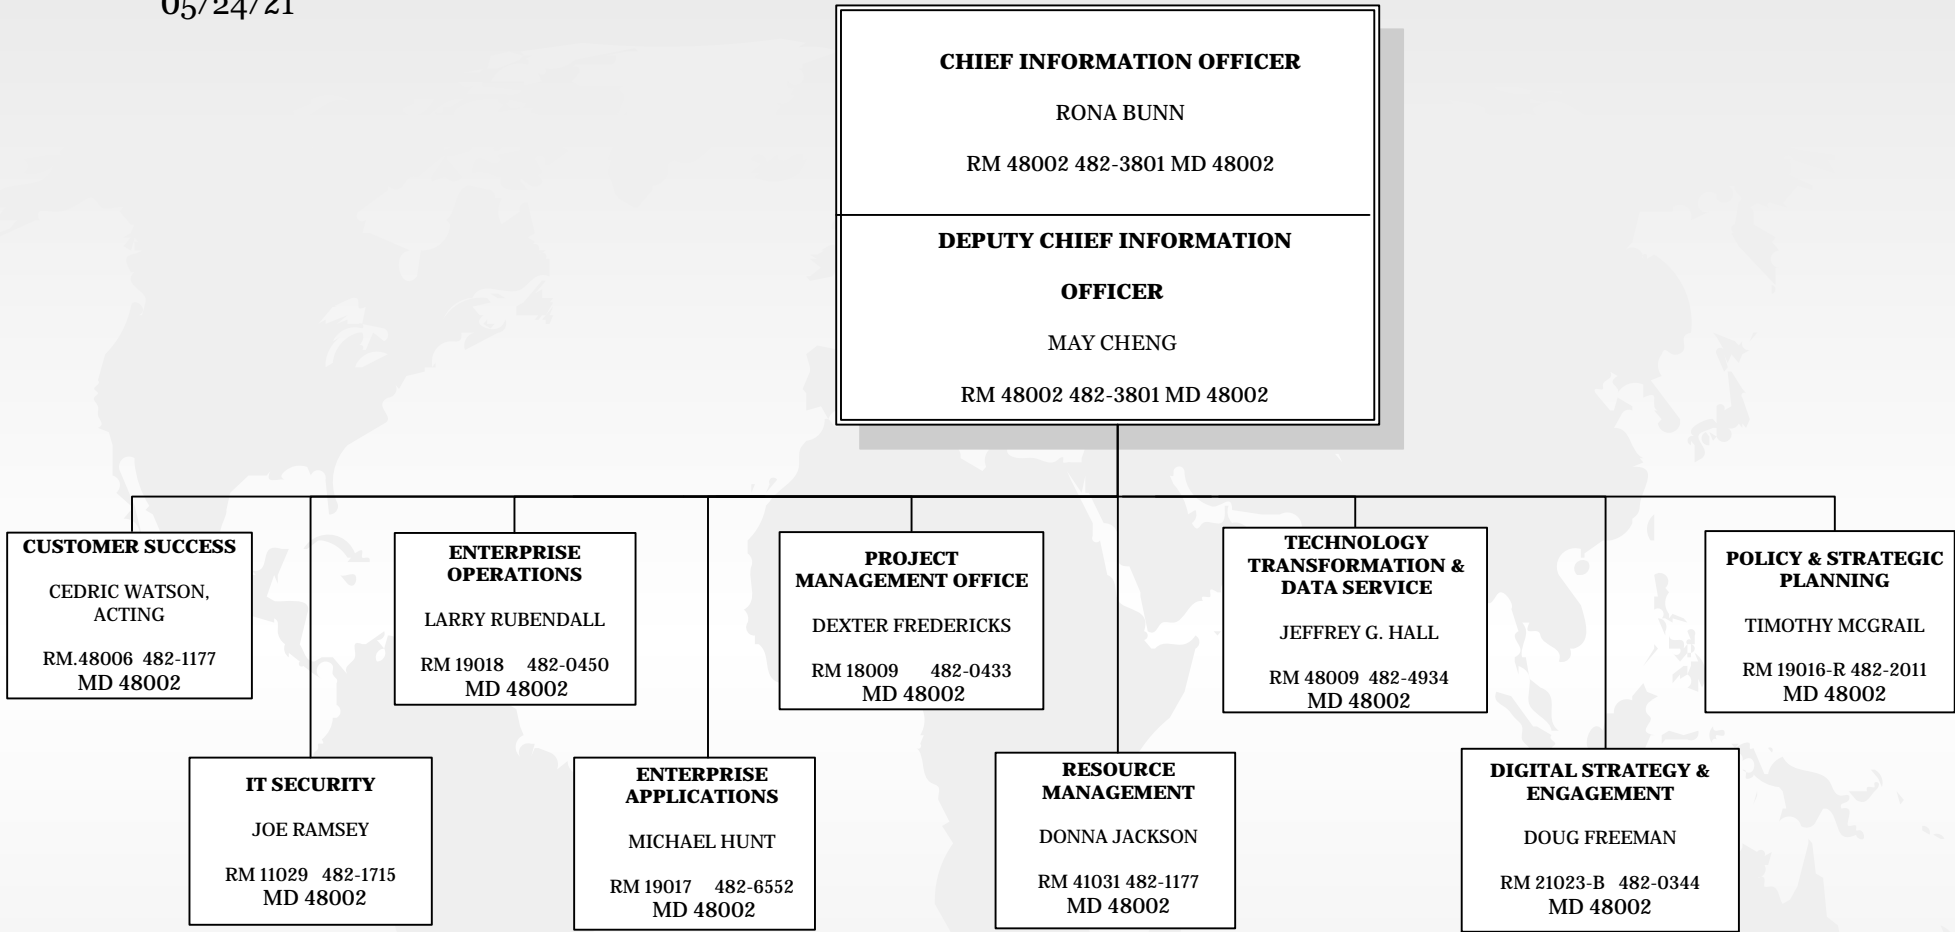 05/24/21
CHIEF INFORMATION OFFICER
RONA BUNN
RM 48002 482-3801 MD 48002
DEPUTY CHIEF INFORMATION
OFFICER
MAY CHENG
RM 48002 482-3801 MD 48002
CUSTOMER SUCCESS
CEDRIC WATSON,
ACTING
RM.48006 482-1177
MD 48002
ENTERPRISE
OPERATIONS
LARRY RUBENDALL
RM 19018 482-0450
MD 48002
PROJECT
MANAGEMENT OFFICE
DEXTER FREDERICKS
RM 18009 482-0433
MD 48002
TECHNOLOGY
TRANSFORMATION &
DATA SERVICE
JEFFREY G. HALL
RM 48009 482-4934
MD 48002
POLICY & STRATEGIC
PLANNING
TIMOTHY MCGRAIL
RM 19016-R 482-2011
MD 48002
IT SECURITY
JOE RAMSEY
RM 11029 482-1715
MD 48002
ENTERPRISE
APPLICATIONS
MICHAEL HUNT
RM 19017 482-6552
MD 48002
RESOURCE
MANAGEMENT
DONNA JACKSON
RM 41031 482-1177
MD 48002
DIGITAL STRATEGY &
ENGAGEMENT
DOUG FREEMAN
RM 21023-B 482-0344
MD 48002